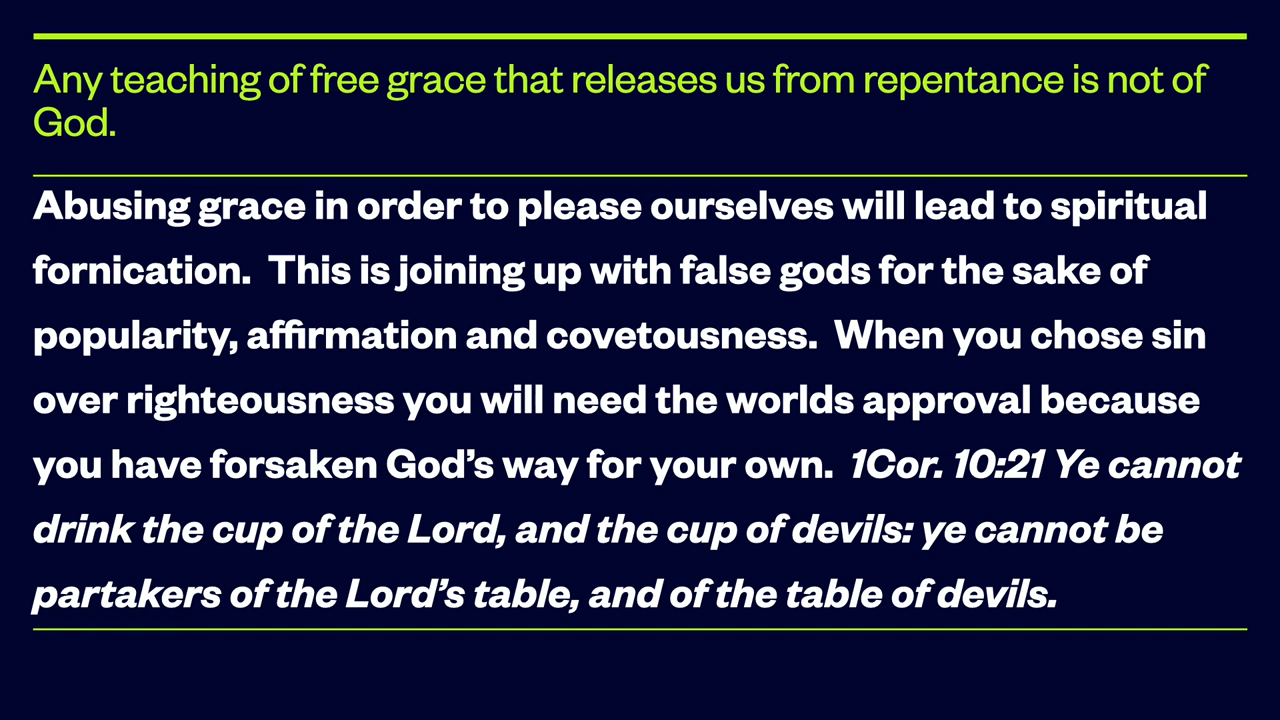 Any teaching of free grace that releases us from repentance is not of
God.
Abusing grace in order to please ourselves will lead to spiritual
fornication.  This is joining up with false gods for the sake of
popularity, affirmation and covetousness.  When you chose sin
over righteousness you will need the worlds approval because
you have forsaken God’s way for your own.  1Cor. 10:21 Ye cannot
drink the cup of the Lord, and the cup of devils: ye cannot be
partakers of the Lord’s table, and of the table of devils.